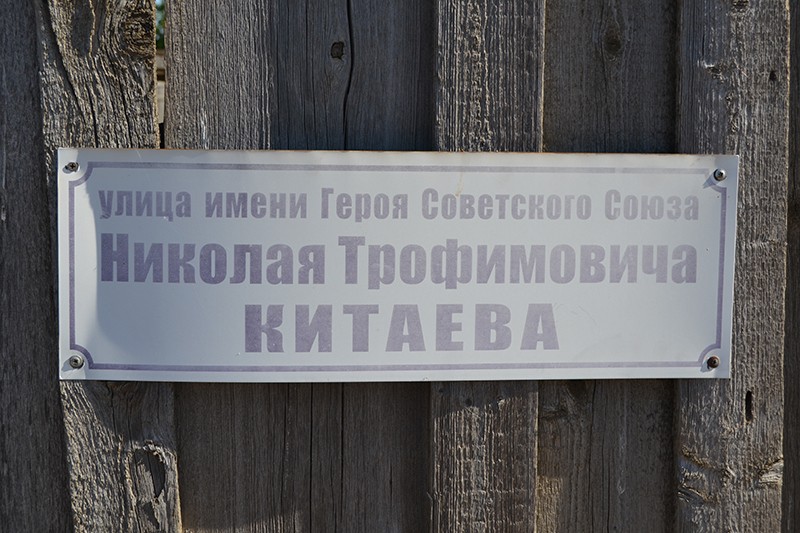 улица имени Героя Советского Союза
Николая Трофимовича
КИТАЕВА